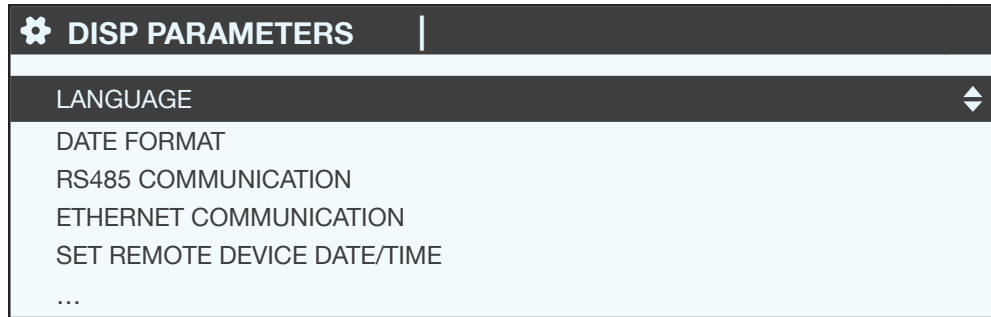 DISP PARAMETERS
LANGUAGE
DATE FORMAT
RS485 COMMUNICATION
ETHERNET COMMUNICATION
SET REMOTE DEVICE DATE/TIME
…